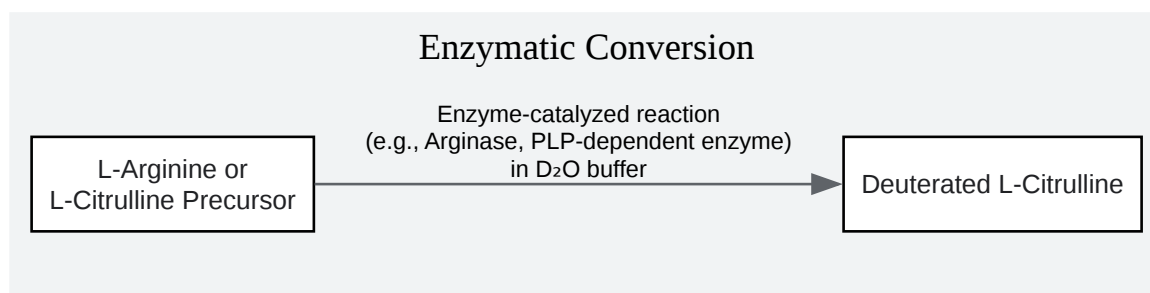 Enzymatic Conversion
Enzyme-catalyzed reaction
(e.g., Arginase, PLP-dependent enzyme)
in D₂O buffer
L-Arginine or
L-Citrulline Precursor
Deuterated L-Citrulline